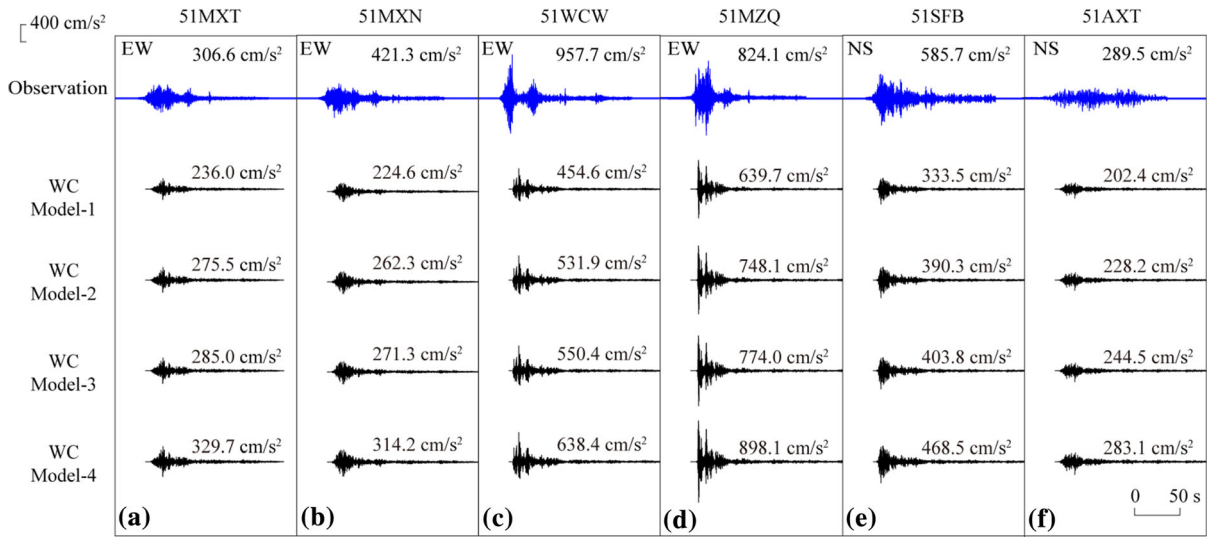 400 cm/s²
51MXT 51MXN 51WCW 51MZQ 51SFB 51AXT
EW 306.6 cm/s² EW 421.3 cm/s² EW 957.7 cm/s² EW 824.1 cm/s² NS 585.7 cm/s² NS 289.5 cm/s²
Observation
WC 236.0 cm/s² 224.6 cm/s² 454.6 cm/s² 639.7 cm/s² 333.5 cm/s² 202.4 cm/s²
Model-1
WC 275.5 cm/s² 262.3 cm/s² 531.9 cm/s² 748.1 cm/s² 390.3 cm/s² 228.2 cm/s²
Model-2
WC 285.0 cm/s² 271.3 cm/s² 550.4 cm/s² 774.0 cm/s² 403.8 cm/s² 244.5 cm/s²
Model-3
WC 329.7 cm/s² 314.2 cm/s² 638.4 cm/s² 898.1 cm/s² 468.5 cm/s² 283.1 cm/s²
Model-4
0 50 s
(a) (b) (c) (d) (e) (f)